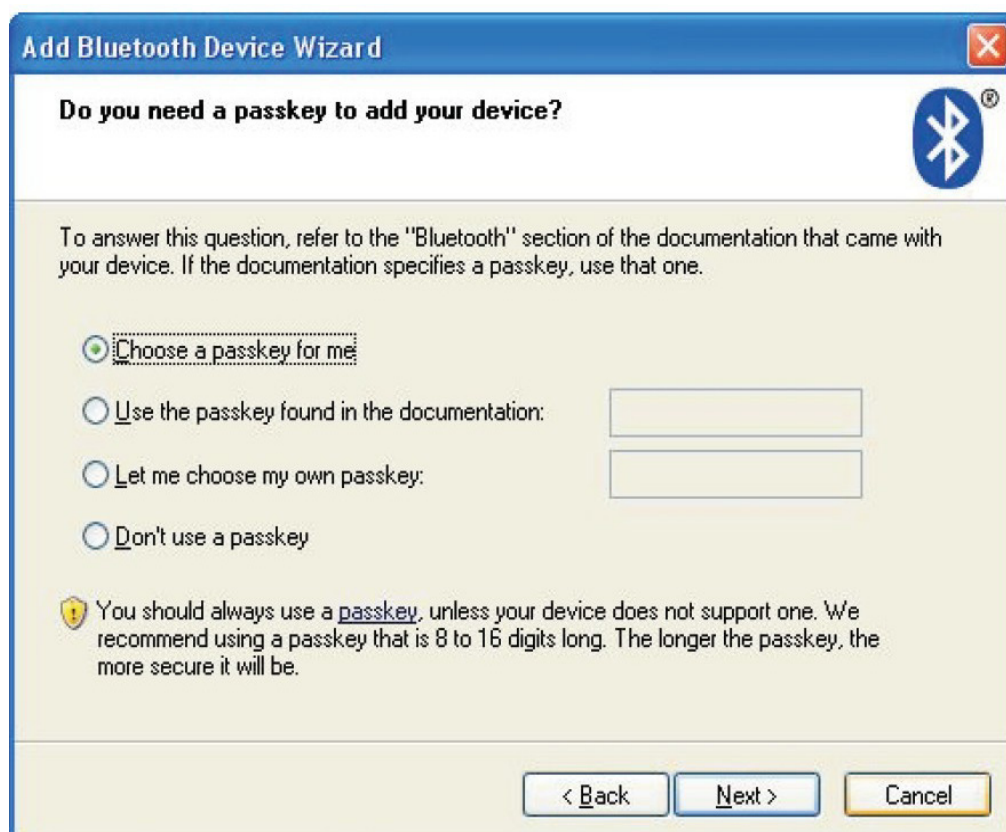 Add Bluetooth Device Wizard
Do you need a passkey to add your device?
®
To answer this question, refer to the "Bluetooth" section of the documentation that came with
your device. If the documentation specifies a passkey, use that one.
Choose a passkey for me
Use the passkey found in the documentation:
Let me choose my own passkey:
Don't use a passkey
You should always use a passkey, unless your device does not support one. We
recommend using a passkey that is 8 to 16 digits long. The longer the passkey, the
more secure it will be.
< Back Next > Cancel